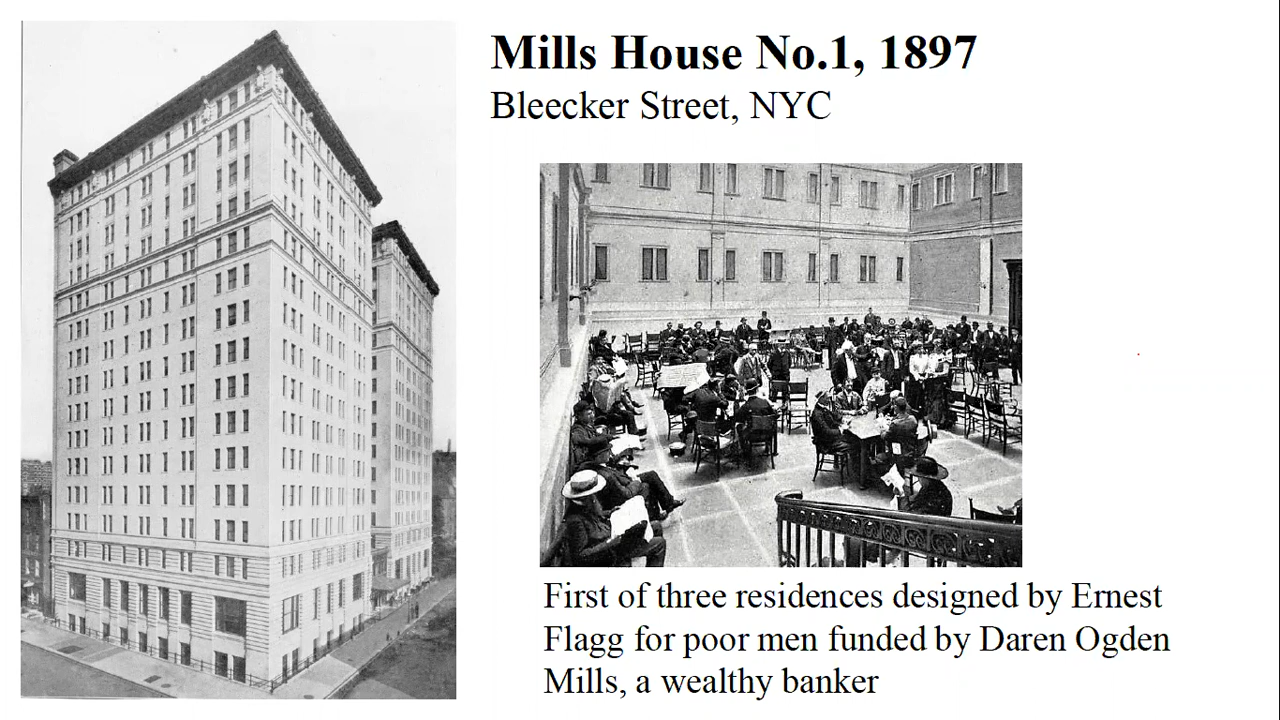 Mills House No.1, 1897
Bleecker Street, NYC
First of three residences designed by Ernest
Flagg for poor men funded by Daren Ogden
Mills, a wealthy banker